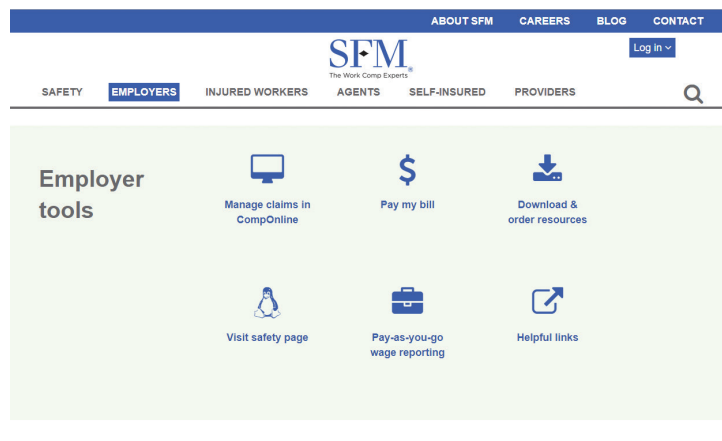 ABOUT SFM CAREERS BLOG CONTACT
SFM®
The Work Comp Experts
Log in
SAFETY EMPLOYERS INJURED WORKERS AGENTS SELF-INSURED PROVIDERS
Employer
tools
Manage claims in
CompOnline
Pay my bill
Download &
order resources
Visit safety page
Pay-as-you-go
wage reporting
Helpful links